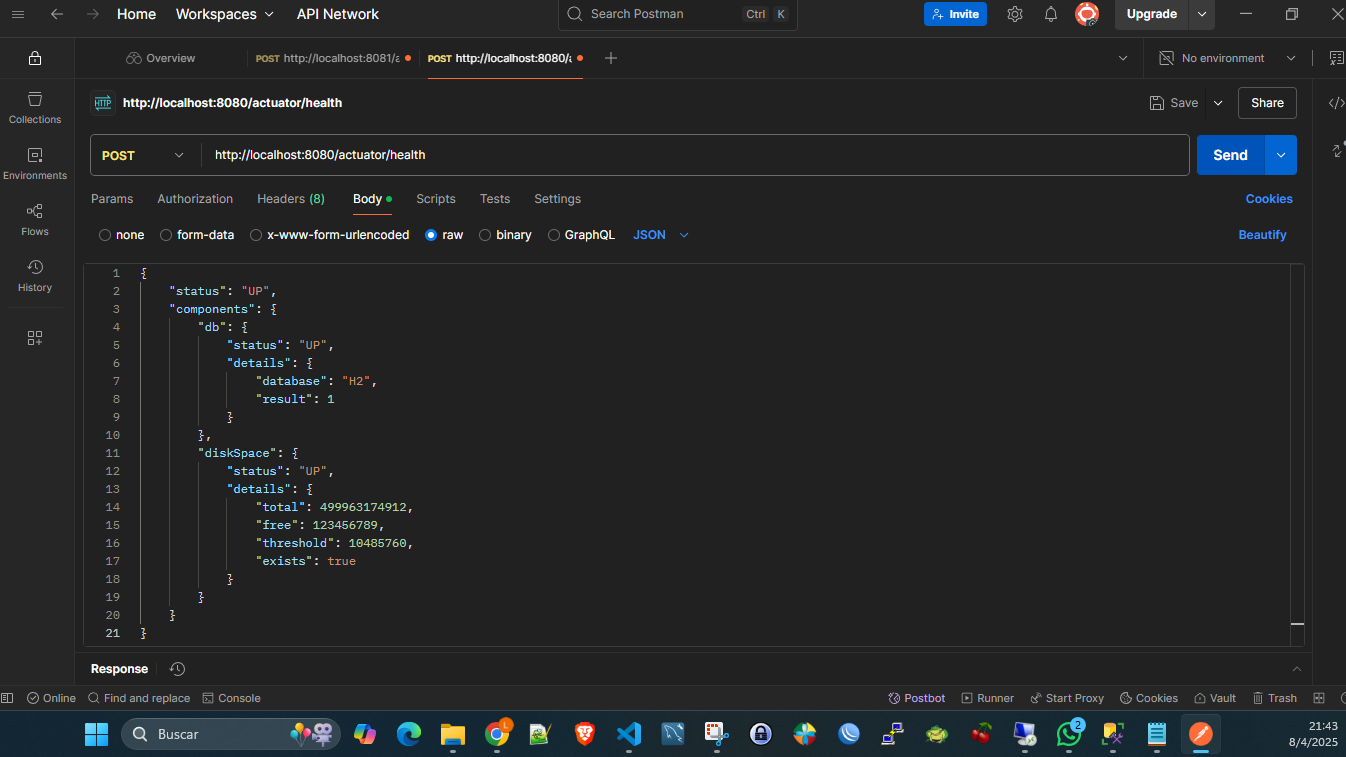 Home Workspaces API Network Search Postman Ctrl K Invite Upgrade
Overview POST http://localhost:8081/a POST http://localhost:8080/a No environment
HTTP http://localhost:8080/actuator/health Save Share
POST http://localhost:8080/actuator/health Send
Params Authorization Headers (8) Body Scripts Tests Settings Cookies
none form-data x-www-form-urlencoded raw binary GraphQL JSON Beautify
Collections
Environments
Flows
History
1 {
2 "status": "UP",
3 "components": {
4 "db": {
5 "status": "UP",
6 "details": {
7 "database": "H2",
8 "result": 1
9 }
10 },
11 "diskSpace": {
12 "status": "UP",
13 "details": {
14 "total": 499963174912,
15 "free": 123456789,
16 "threshold": 10485760,
17 "exists": true
18 }
19 }
20 }
21 }
Response
Online Find and replace Console Postbot Runner Start Proxy Cookies Vault Trash
Buscar L 2 21:43
8/4/2025